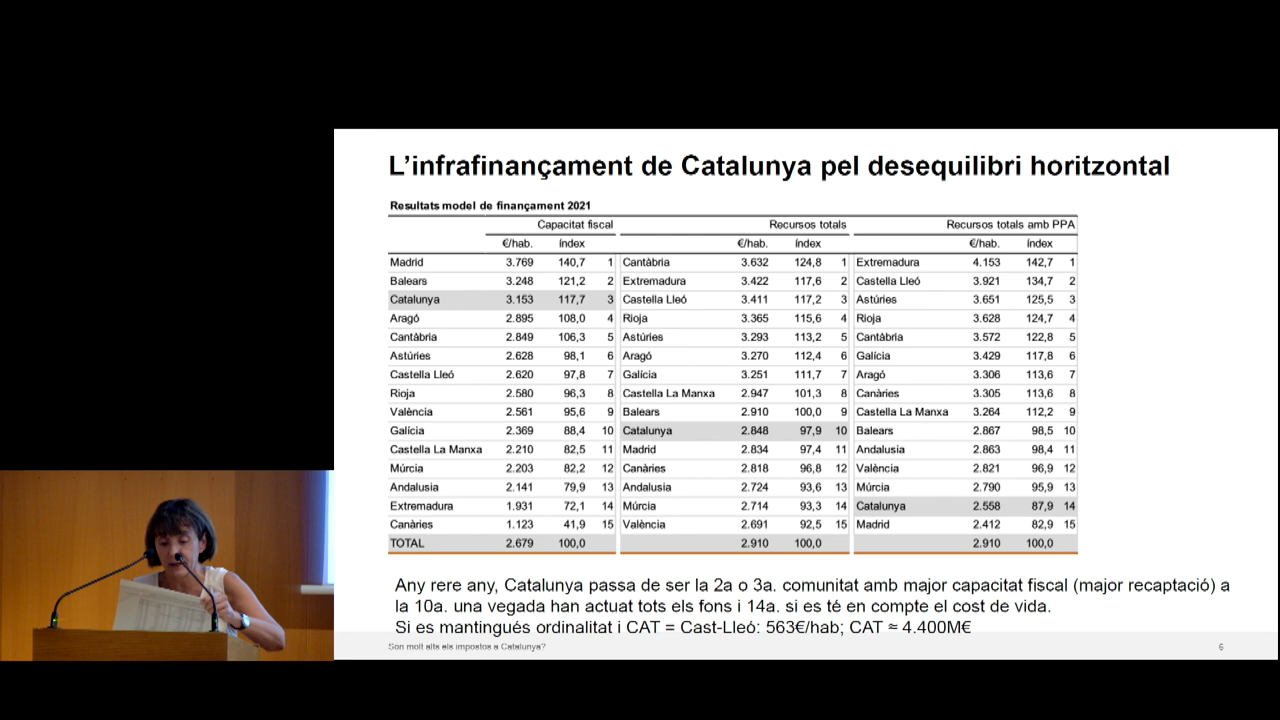 L'infrafinançament de Catalunya pel desequilibri horitzontal
Resultats model de finançament 2021
Capacitat fiscal Recursos totals Recursos totals amb PPA
€/hab. índex €/hab. índex €/hab. índex
Madrid 3.769 140,7 1 Cantàbria 3.632 124,8 1 Extremadura 4.153 142,7 1
Balears 3.248 121,2 2 Extremadura 3.422 117,6 2 Castella Lleó 3.921 134,7 2
Catalunya 3.153 117,7 3 Castella Lleó 3.411 117,2 3 Astúries 3.651 125,5 3
Aragó 2.895 108,0 4 Rioja 3.365 115,6 4 Rioja 3.628 124,7 4
Cantàbria 2.849 106,3 5 Astúries 3.293 113,2 5 Cantàbria 3.572 122,8 5
Astúries 2.628 98,1 6 Aragó 3.270 112,4 6 Galícia 3.429 117,8 6
Castella Lleó 2.620 97,8 7 Galícia 3.251 111,7 7 Aragó 3.306 113,6 7
Rioja 2.580 96,3 8 Castella La Manxa 2.947 101,3 8 Canàries 3.305 113,6 8
València 2.561 95,6 9 Balears 2.910 100,0 9 Castella La Manxa 3.264 112,2 9
Galícia 2.369 88,4 10 Catalunya 2.848 97,9 10 Balears 2.867 98,5 10
Castella La Manxa 2.210 82,5 11 Madrid 2.834 97,4 11 Andalusia 2.863 98,4 11
Múrcia 2.203 82,2 12 Canàries 2.818 96,8 12 València 2.821 96,9 12
Andalusia 2.141 79,9 13 Andalusia 2.724 93,6 13 Múrcia 2.790 95,9 13
Extremadura 1.931 72,1 14 Múrcia 2.714 93,3 14 Catalunya 2.558 87,9 14
Canàries 1.123 41,9 15 València 2.691 92,5 15 Madrid 2.412 82,9 15
TOTAL 2.679 100,0 2.910 100,0 2.910 100,0
Any rere any, Catalunya passa de ser la 2a o 3a. comunitat amb major capacitat fiscal (major recaptació) a
la 10a. una vegada han actuat tots els fons i 14a. si es té en compte el cost de vida.
Si es mantingués ordinalitat i CAT = Cast-Lleó: 563€/hab; CAT ≈ 4.400M€
Son molt alts els impostos a Catalunya? 6